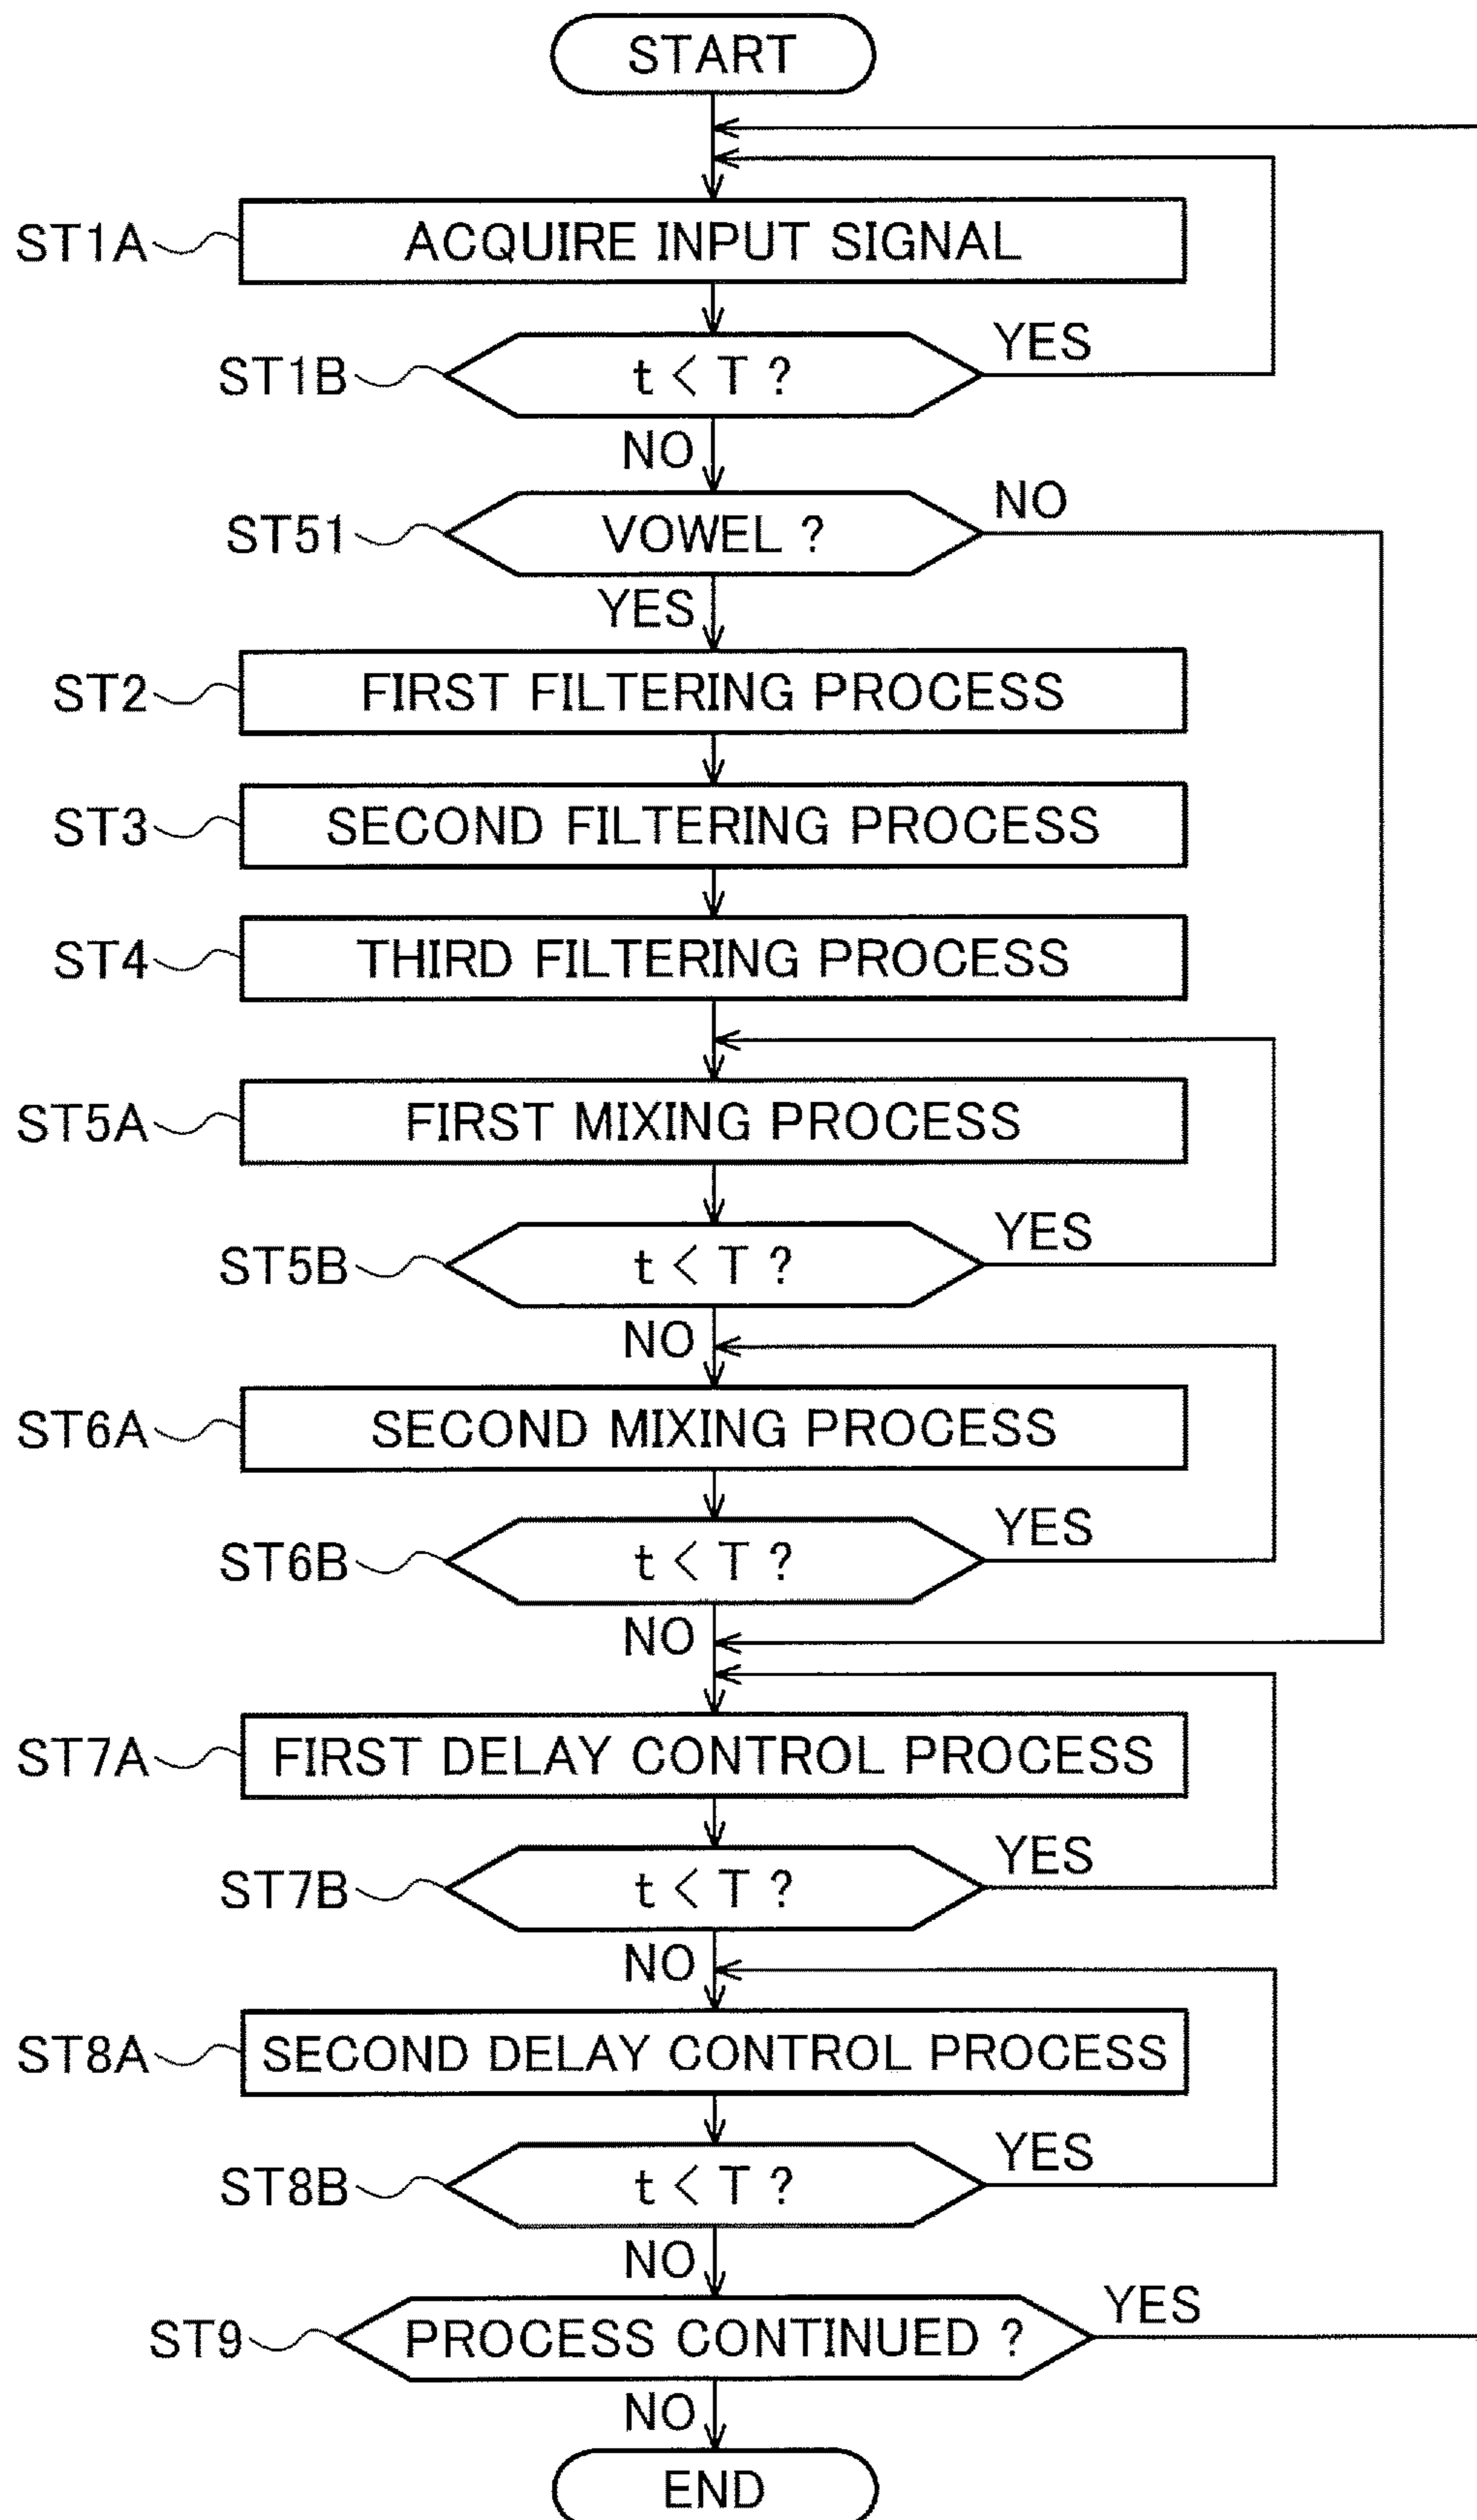 START
ST1A ACQUIRE INPUT SIGNAL
ST1B t < T ? YES
NO
ST51 VOWEL ? NO
YES
ST2 FIRST FILTERING PROCESS
ST3 SECOND FILTERING PROCESS
ST4 THIRD FILTERING PROCESS
ST5A FIRST MIXING PROCESS
ST5B t < T ? YES
NO
ST6A SECOND MIXING PROCESS
ST6B t < T ? YES
NO
ST7A FIRST DELAY CONTROL PROCESS
ST7B t < T ? YES
NO
ST8A SECOND DELAY CONTROL PROCESS
ST8B t < T ? YES
NO
ST9 PROCESS CONTINUED ? YES
NO
END